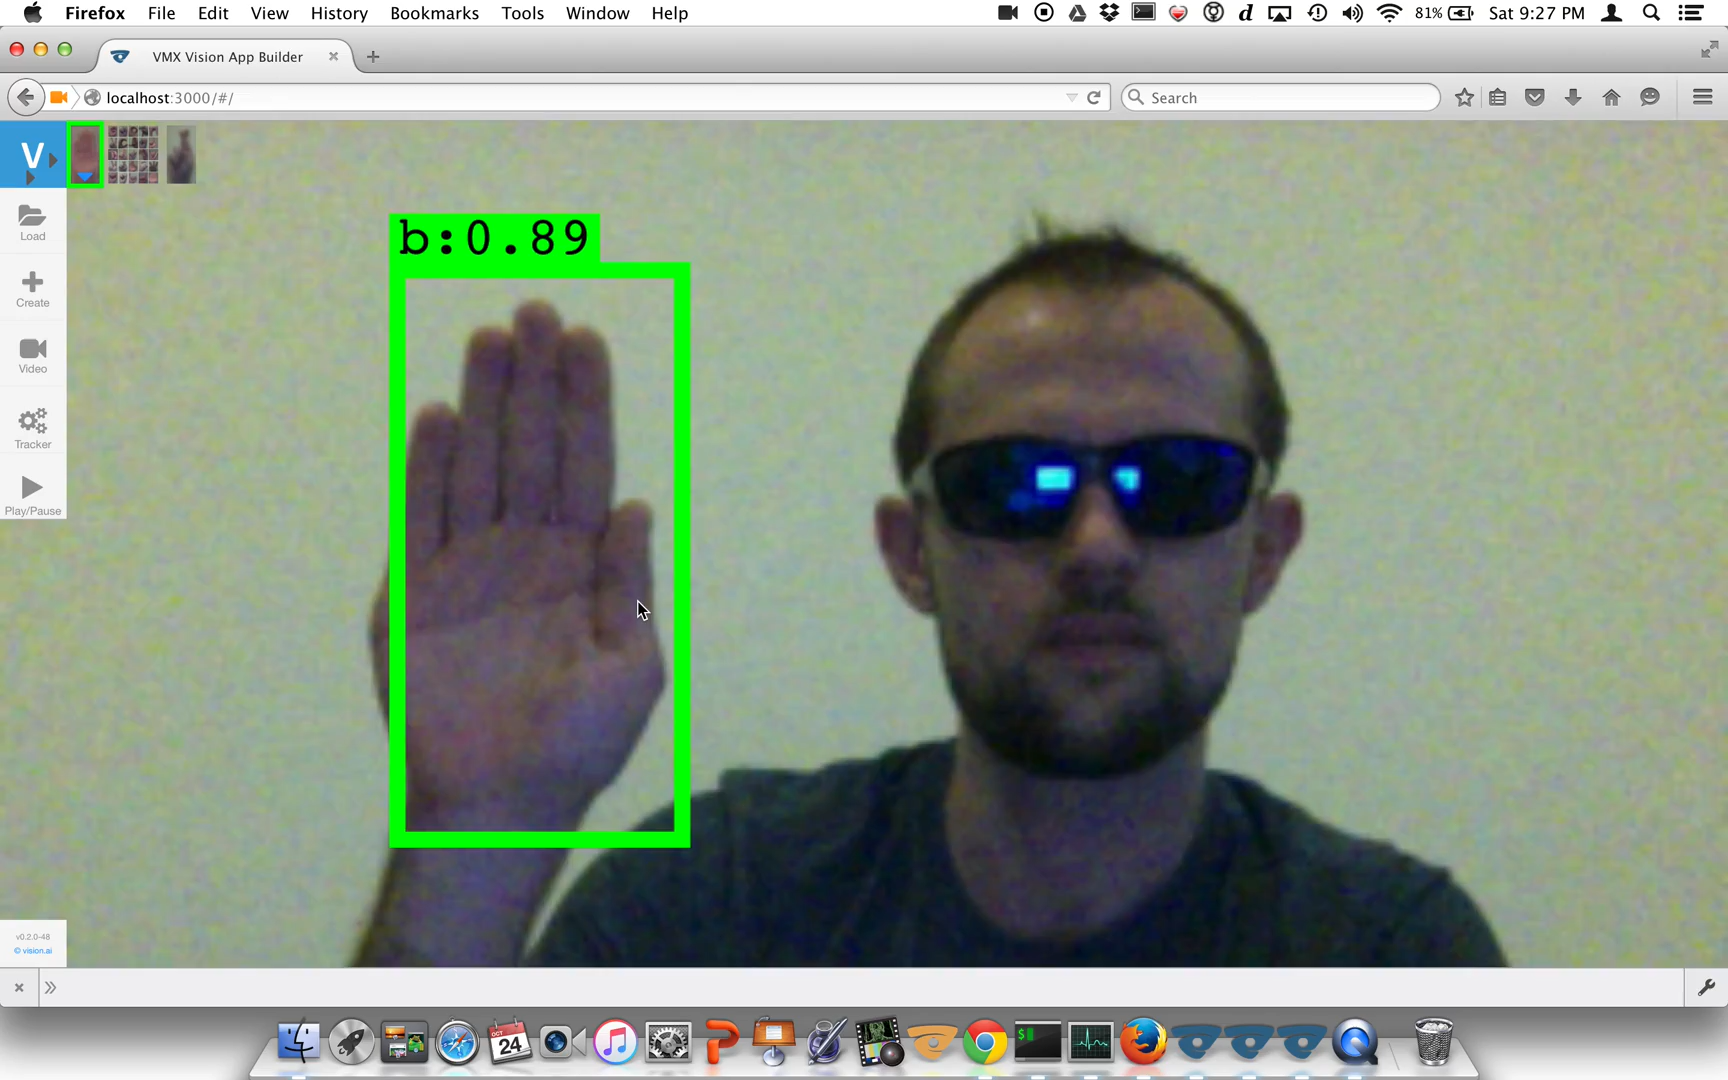 Firefox File Edit View History Bookmarks Tools Window Help d 81% Sat 9:27 PM
VMX Vision App Builder
localhost:3000/#/ Search
V
b:0.89
Load
Create
Video
Tracker
Play/Pause
v0.2.0-48
© vision.ai
OCT
24
$